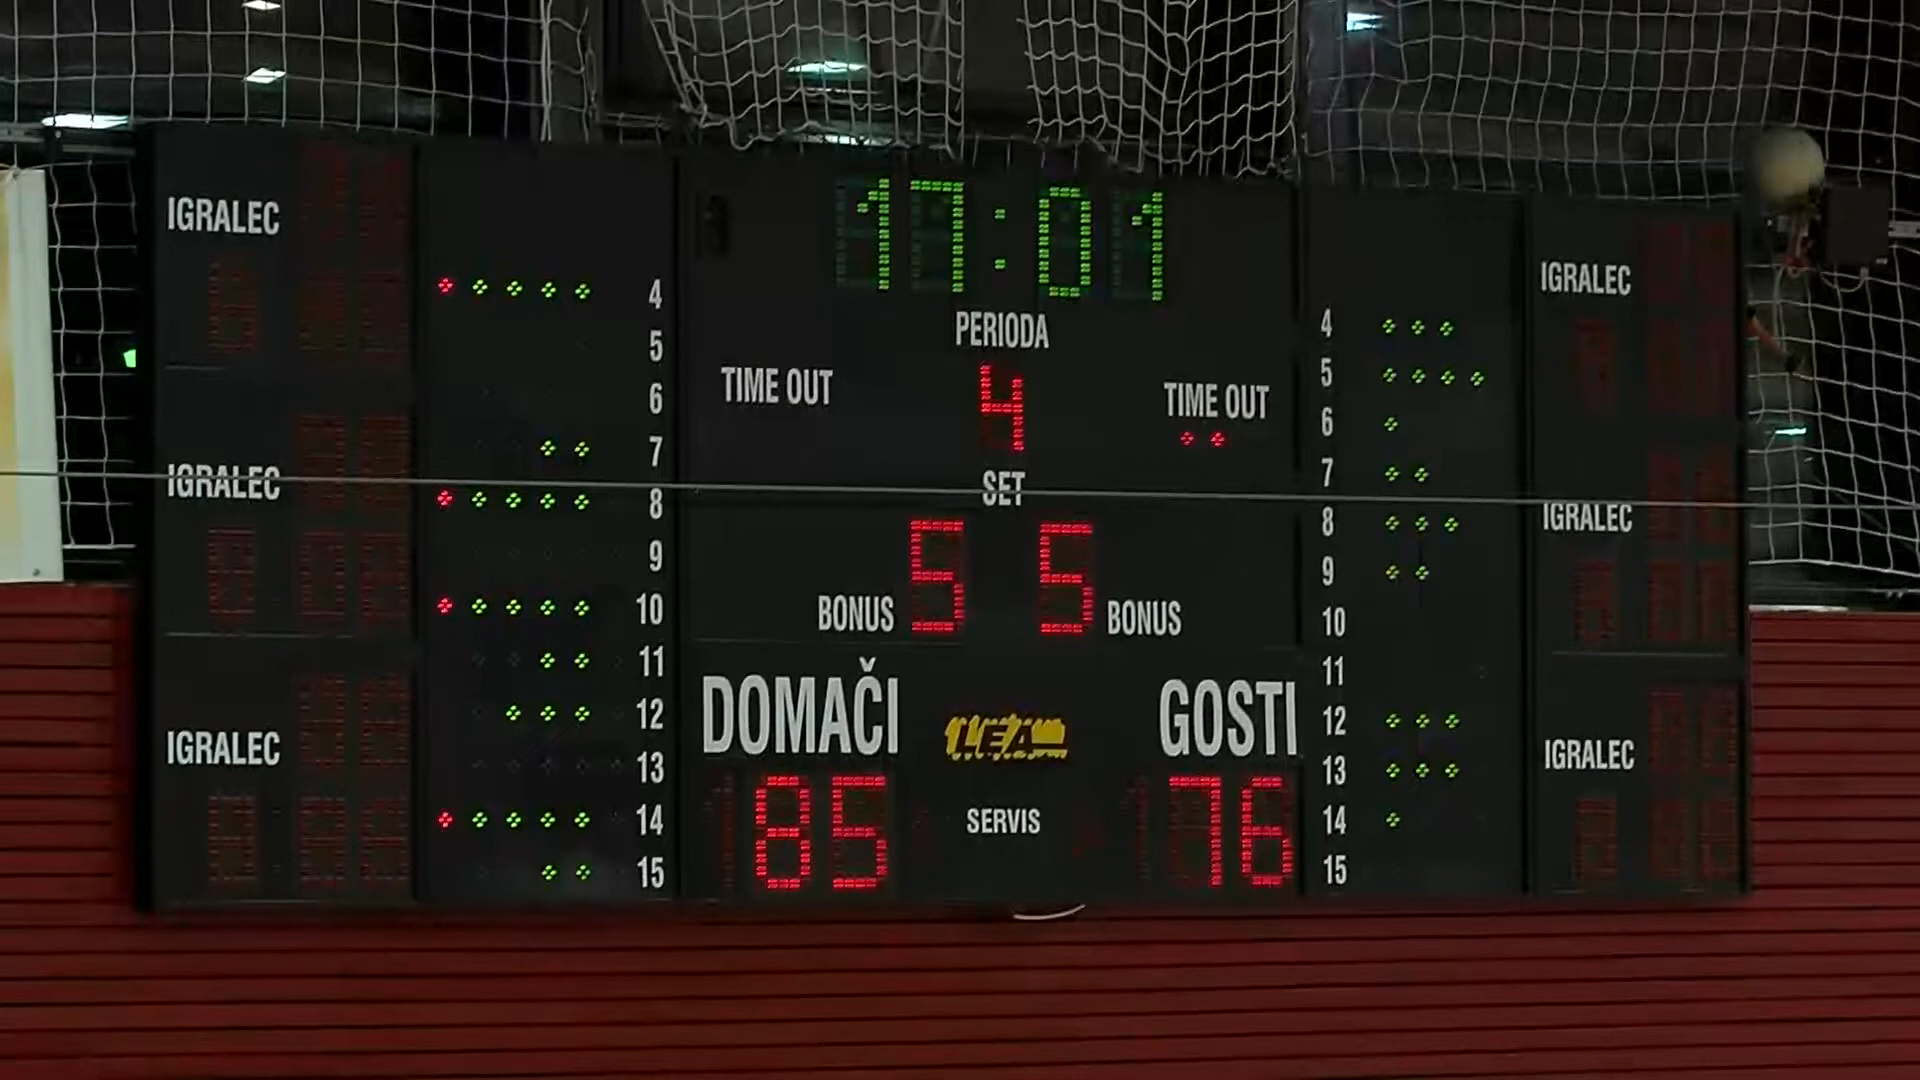 17:01
IGRALEC
IGRALEC
4
4
5
5
6
6
7
7
8
8
9
9
10
10
11
11
12
12
13
13
14
14
15
15
PERIODA
4
TIME OUT
TIME OUT
SET
5 5
BONUS
BONUS
IGRALEC
IGRALEC
DOMAČI
GOSTI
LEA
IGRALEC
IGRALEC
85
76
SERVIS